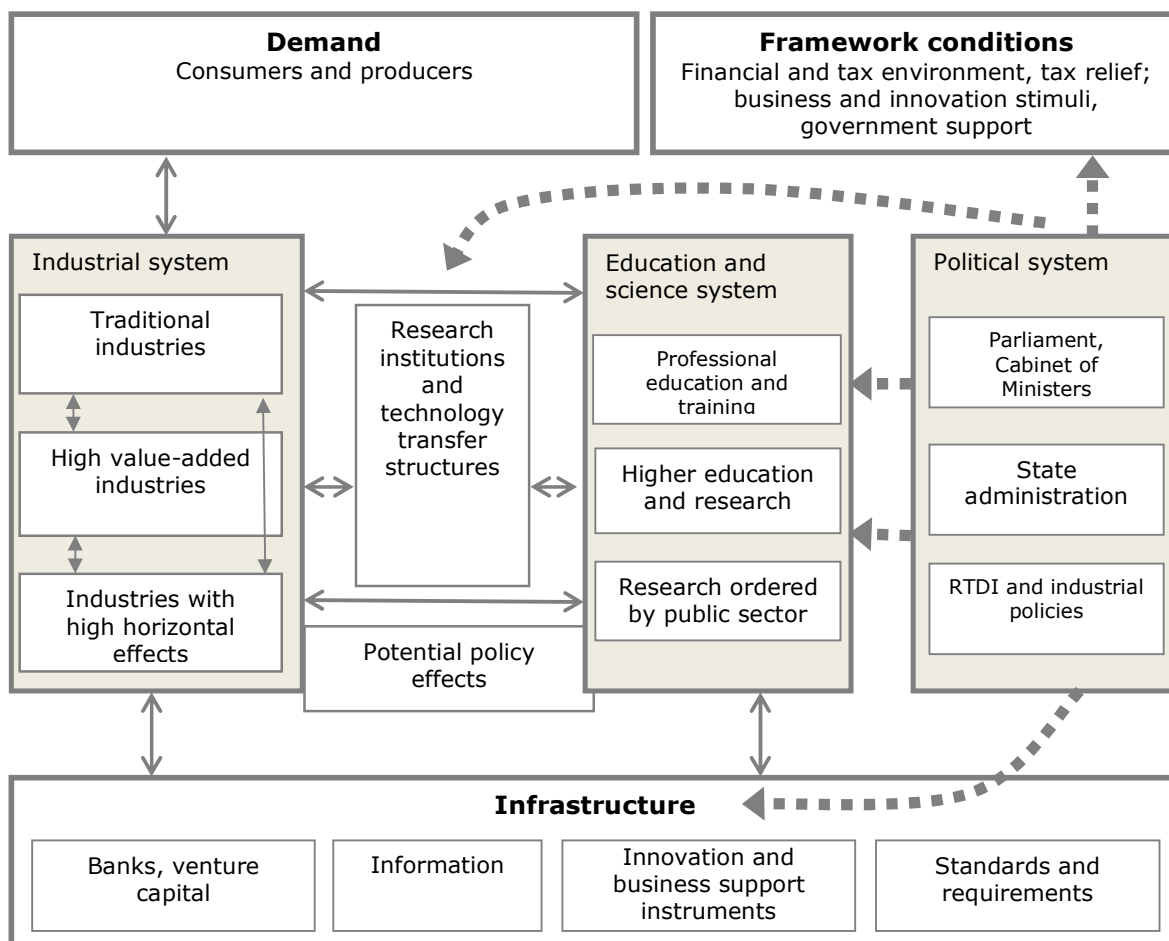 Demand
Consumers and producers
Framework conditions
Financial and tax environment, tax relief;
business and innovation stimuli,
government support
Industrial system
Traditional
industries
High value-added
industries
Industries with
high horizontal
effects
Research
institutions
and
technology
transfer
structures
Potential policy
effects
Education and
science system
Professional
education and
training
Higher education
and research
Research ordered
by public sector
Political system
Parliament,
Cabinet of
Ministers
State
administration
RTDI and industrial
policies
Infrastructure
Banks, venture
capital
Information
Innovation and
business support
instruments
Standards and
requirements